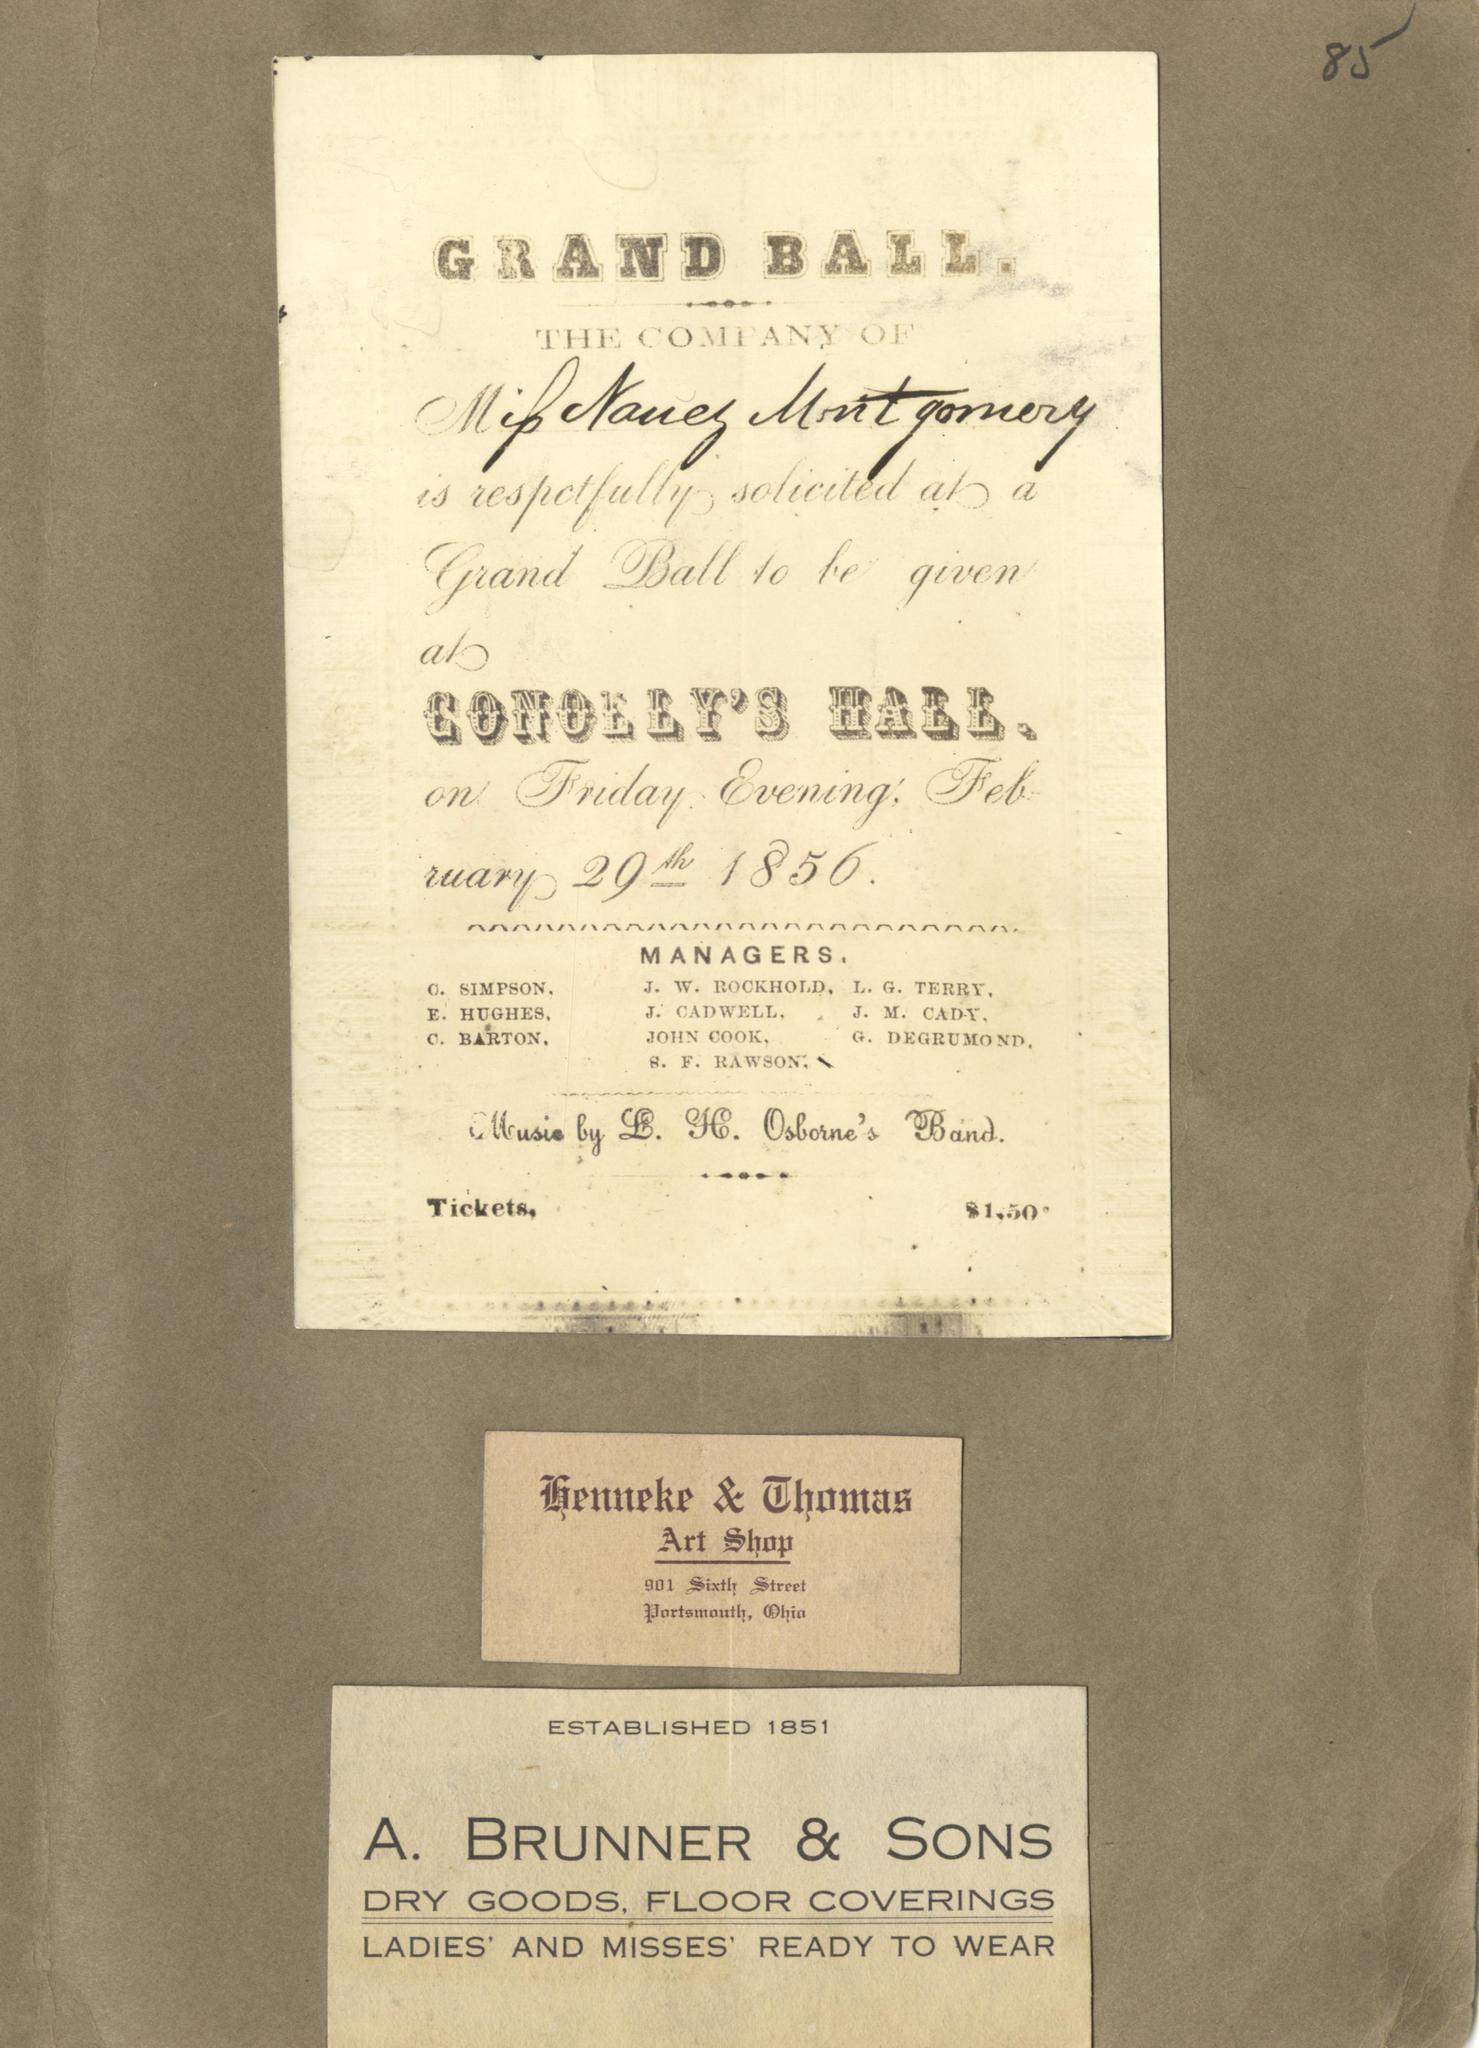 85
GRAND BALL.
THE COMPANY OF
Miſs Nancy Montgomery
is respctfully solicited at a
Grand Ball to be given
at
CONOLLY'S HALL.
on Friday Evening, Feb
ruary 29th 1856.
MANAGERS.
C. SIMPSON, J. W. ROCKHOLD, L. G. TERRY,
E. HUGHES, J. CADWELL, J. M. CADY,
C. BARTON, JOHN COOK, G. DEGRUMOND,
S. F. RAWSON,
Music by L. H. Osborne's Band.
Tickets, $1,50
Henneke & Thomas
Art Shop
901 Sixth Street
Portsmouth, Ohio
ESTABLISHED 1851
A. BRUNNER & SONS
DRY GOODS, FLOOR COVERINGS
LADIES' AND MISSES' READY TO WEAR